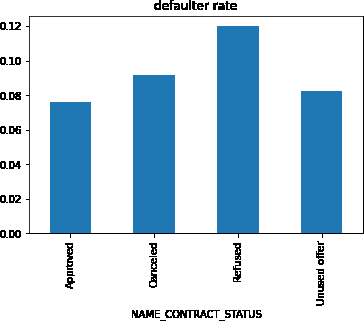 defaulter rate
0.12
0.10
0.08
0.06
0.04
0.02
0.00
Approved
Canceled
Refused
Unused offer
NAME_CONTRACT_STATUS